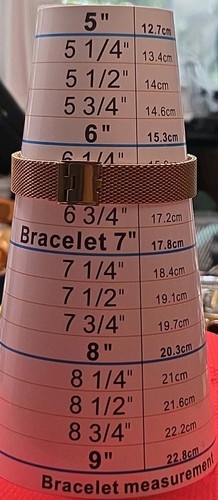 5" 12.7cm
5 1/4" 13.4cm
5 1/2" 14cm
5 3/4" 14.6cm
6" 15.3cm
6 1/4"
6 3/4" 17.2cm
Bracelet 7" 17.8cm
7 1/4" 18.4cm
7 1/2" 19.1cm
7 3/4" 19.7cm
8" 20.3cm
8 1/4" 21cm
8 1/2" 21.6cm
8 3/4" 22.2cm
9" 22.8cm
Bracelet measurement